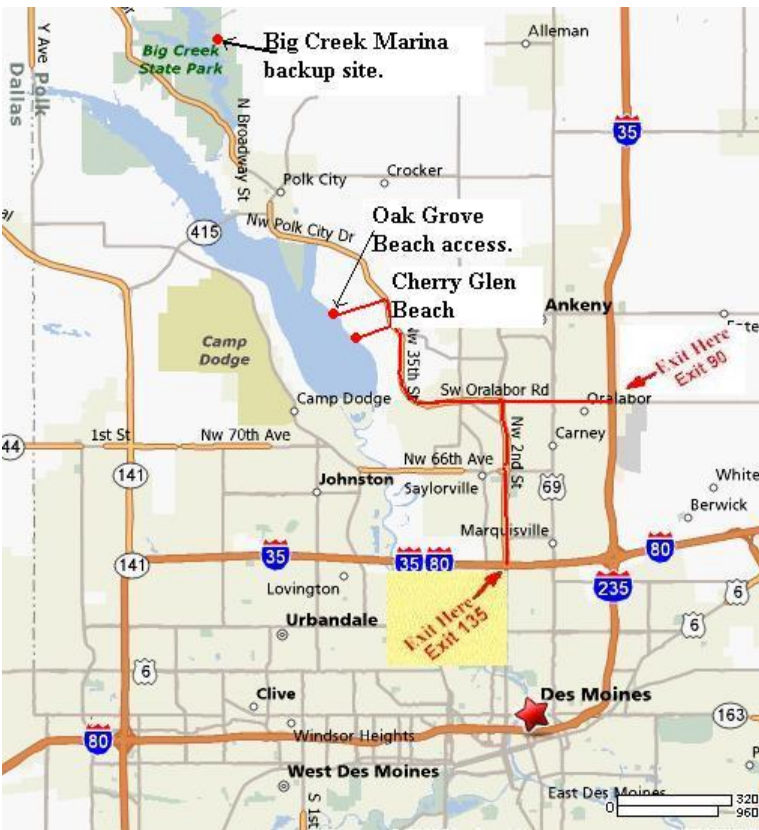 Y Ave
Polk
Dallas
Big Creek
State Park
Big Creek Marina
backup site.
Alleman
35
N Broadway St
Polk City
Crocker
415
Nw Polk City Dr
Oak Grove
Beach access.
Cherry Glen
Beach
Ankeny
Camp
Dodge
Nw 35th St
Exit Here
Exit 90
Camp Dodge
Sw Oralabor Rd
Oralabor
1st St
Nw 70th Ave
44
141
Nw 2nd St
Carney
Nw 66th Ave
Johnston
Saylorville
69
White
Berwick
Marquisville
141
35
35
80
80
Lovington
235
6
Exit Here
Exit 135
Urbandale
6
6
Clive
Des Moines
163
80
Windsor Heights
West Des Moines
S 1st
East Des Moines
0
320
960